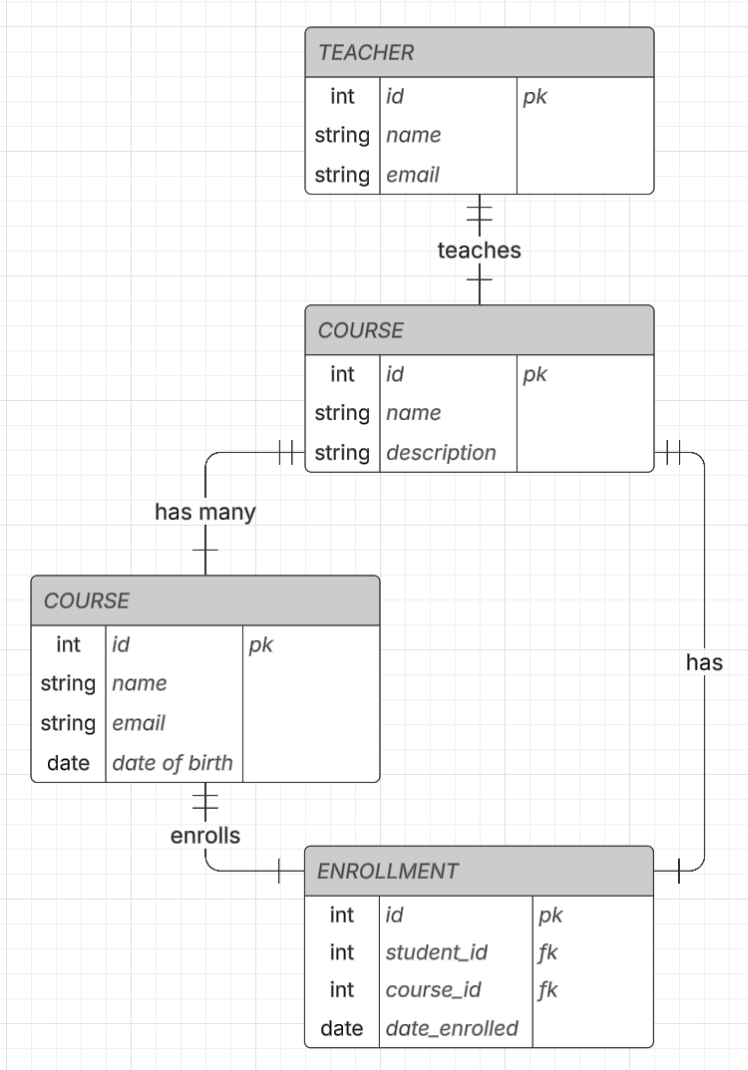 TEACHER
int id pk
string name
string email
teaches
COURSE
int id pk
string name
string description
has many
COURSE
int id pk
string name
string email
date date of birth
has
enrolls
ENROLLMENT
int id pk
int student_id fk
int course_id fk
date date_enrolled